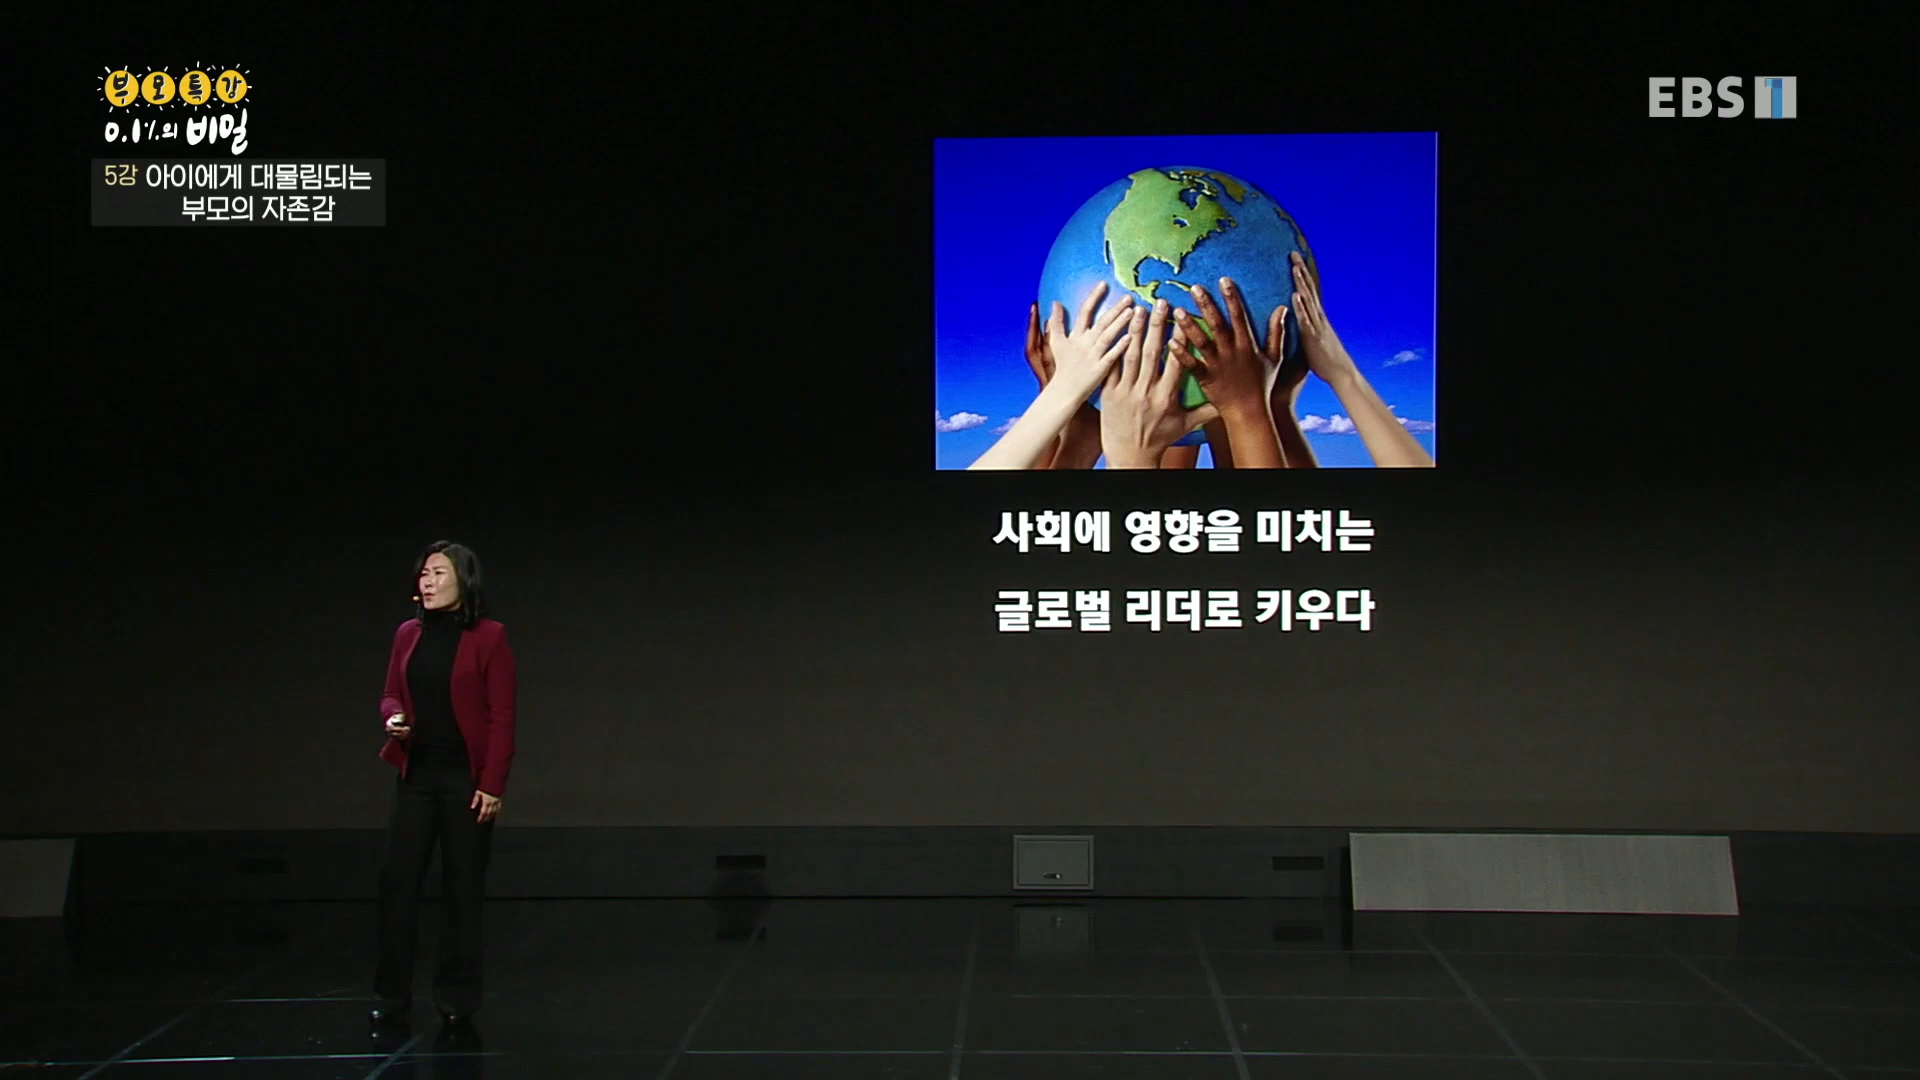 부모특강
0.1%의 비밀
5강 아이에게 대물림되는
부모의 자존감
EBS 1
사회에 영향을 미치는
글로벌 리더로 키우다